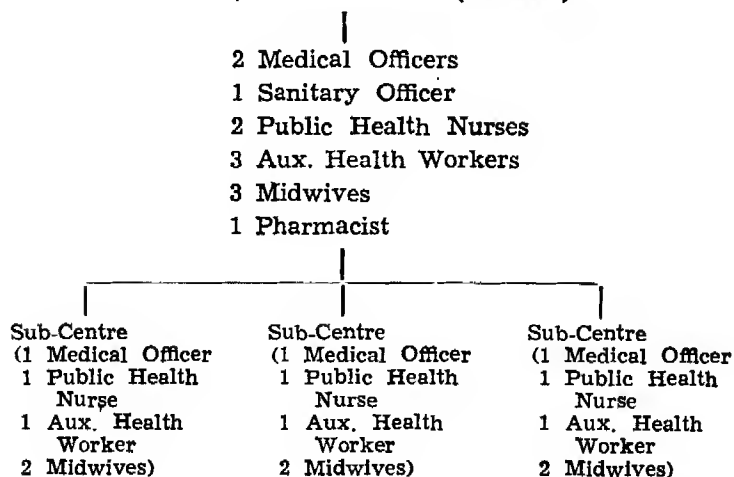 2 Medical Officers
1 Sanitary Officer
2 Public Health Nurses
3 Aux. Health Workers
3 Midwives
1 Pharmacist
Sub-Centre
(1 Medical Officer
1 Public Health
Nurse
1 Aux. Health
Worker
2 Midwives)
Sub-Centre
(1 Medical Officer
1 Public Health
Nurse
1 Aux. Health
Worker
2 Midwives)
Sub-Centre
(1 Medical Officer
1 Public Health
Nurse
1 Aux. Health
Worker
2 Midwives)